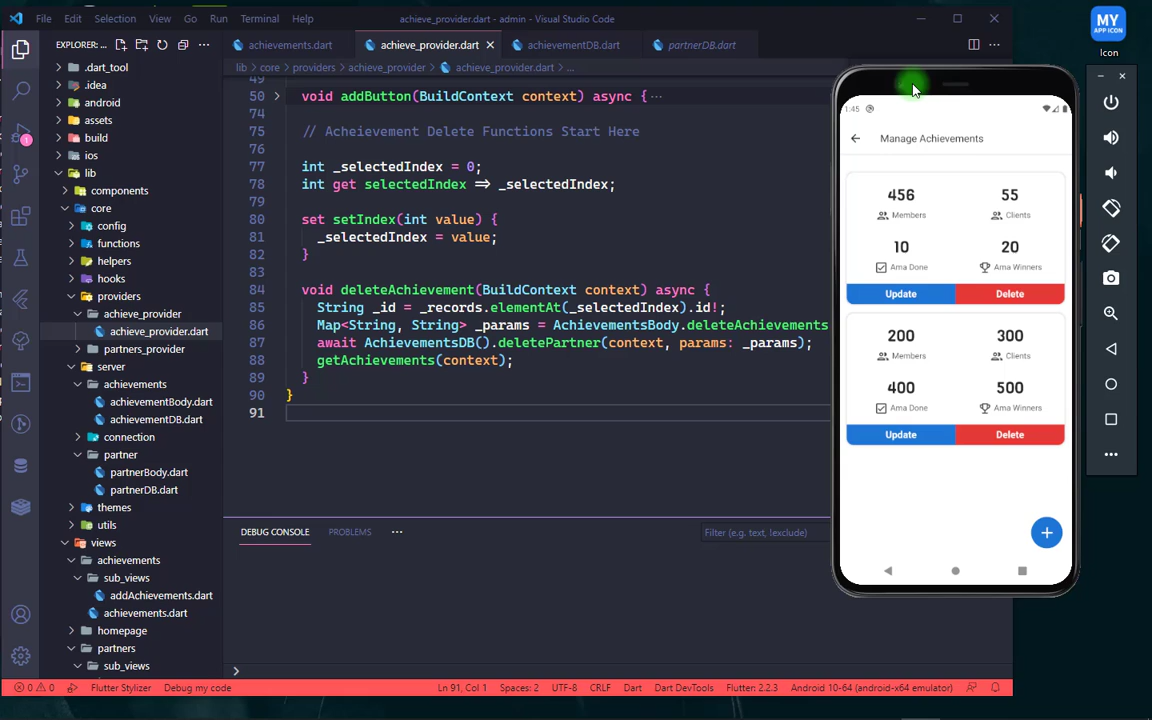 File Edit Selection View Go Run Terminal Help achieve_provider.dart - admin - Visual Studio Code
MY
APP ICON
Icon
EXPLORER: ...
achievements.dart achieve_provider.dart achievementDB.dart partnerDB.dart
lib > core > providers > achieve_provider > achieve_provider.dart > ...
.dart_tool
.idea
android
assets
build
ios
lib
components
core
config
functions
helpers
hooks
providers
achieve_provider
achieve_provider.dart
partners_provider
server
achievements
achievementBody.dart
achievementDB.dart
connection
partner
partnerBody.dart
partnerDB.dart
themes
utils
views
achievements
sub_views
addAchievements.dart
achievements.dart
homepage
partners
sub_views
1
49
50 void addButton(BuildContext context) async {···
74
75 // Acheievement Delete Functions Start Here
76
77 int _selectedIndex = 0;
78 int get selectedIndex => _selectedIndex;
79
80 set setIndex(int value) {
81 _selectedIndex = value;
82 }
83
84 void deleteAchievement(BuildContext context) async {
85 String _id = _records.elementAt(_selectedIndex).id!;
86 Map<String, String> _params = AchievementsBody.deleteAchievements
87 await AchievementsDB().deletePartner(context, params: _params);
88 getAchievements(context);
89 }
90 }
91
DEBUG CONSOLE PROBLEMS ···
Filter (e.g. text, !exclude)
1:45
Manage Achievements
456 55
Members Clients
10 20
Ama Done Ama Winners
Update Delete
200 300
Members Clients
400 500
Ama Done Ama Winners
Update Delete
0 0 Flutter Stylizer Debug my code Ln 91, Col 1 Spaces: 2 UTF-8 CRLF Dart Dart DevTools Flutter: 2.2.3 Android 10-64 (android-x64 emulator)